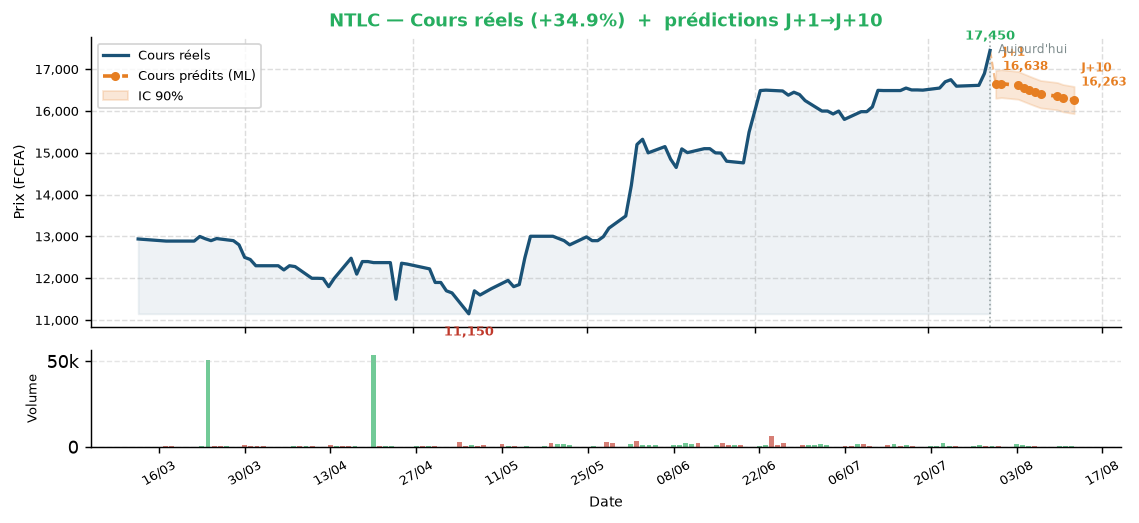 NTLC — Cours réels (+34.9%)  +  prédictions J+1→J+10
17,450
Aujourd'hui
Cours réels
Cours prédits (ML)
IC 90%
J+1
16,638
J+10
16,263
17,000
16,000
15,000
14,000
13,000
12,000
11,000
Prix (FCFA)
11,150
50k
0
Volume
16/03
30/03
13/04
27/04
11/05
25/05
08/06
22/06
06/07
20/07
03/08
17/08
Date